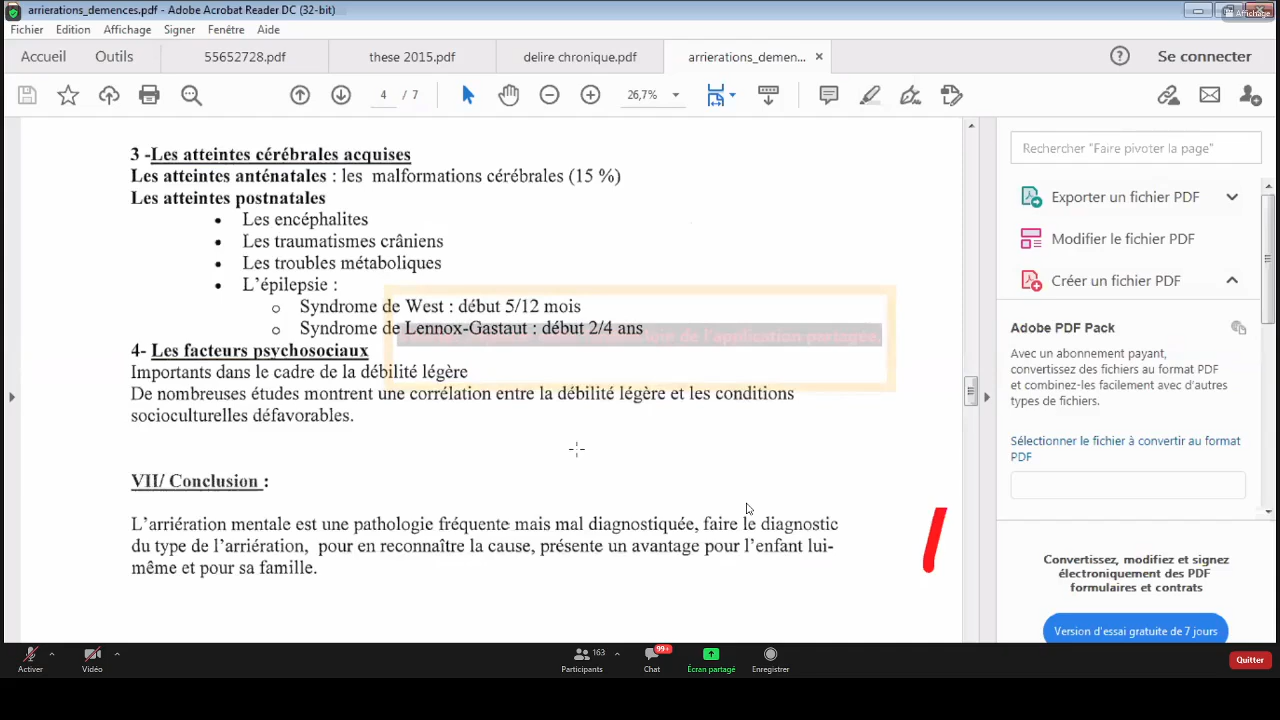 arrierations_demences.pdf - Adobe Acrobat Reader DC (32-bit)
Affichage
Fichier Edition Affichage Signer Fenêtre Aide
Accueil Outils 55652728.pdf these 2015.pdf delire chronique.pdf arrierations_demen... × Se connecter
4 / 7 26,7%
3 -Les atteintes cérébrales acquises
Les atteintes anténatales : les malformations cérébrales (15 %)
Les atteintes postnatales
• Les encéphalites
• Les traumatismes crâniens
• Les troubles métaboliques
• L'épilepsie :
o Syndrome de West : début 5/12 mois
o Syndrome de Lennox-Gastaut : début 2/4 ans
de l'application partagée.
4- Les facteurs psychosociaux
Importants dans le cadre de la débilité légère
De nombreuses études montrent une corrélation entre la débilité légère et les conditions
socioculturelles défavorables.
VII/ Conclusion :
L'arriération mentale est une pathologie fréquente mais mal diagnostiquée, faire le diagnostic
du type de l'arriération, pour en reconnaître la cause, présente un avantage pour l'enfant lui-
même et pour sa famille.
Rechercher "Faire pivoter la page"
Exporter un fichier PDF
Modifier le fichier PDF
Créer un fichier PDF
Adobe PDF Pack
Avec un abonnement payant,
convertissez des fichiers au format PDF
et combinez-les facilement avec d'autres
types de fichiers.
Sélectionner le fichier à convertir au format
PDF
Convertissez, modifiez et signez
électroniquement des PDF
formulaires et contrats
Version d'essai gratuite de 7 jours
163 99+
Activer Vidéo Participants Chat Écran partagé Enregistrer Quitter